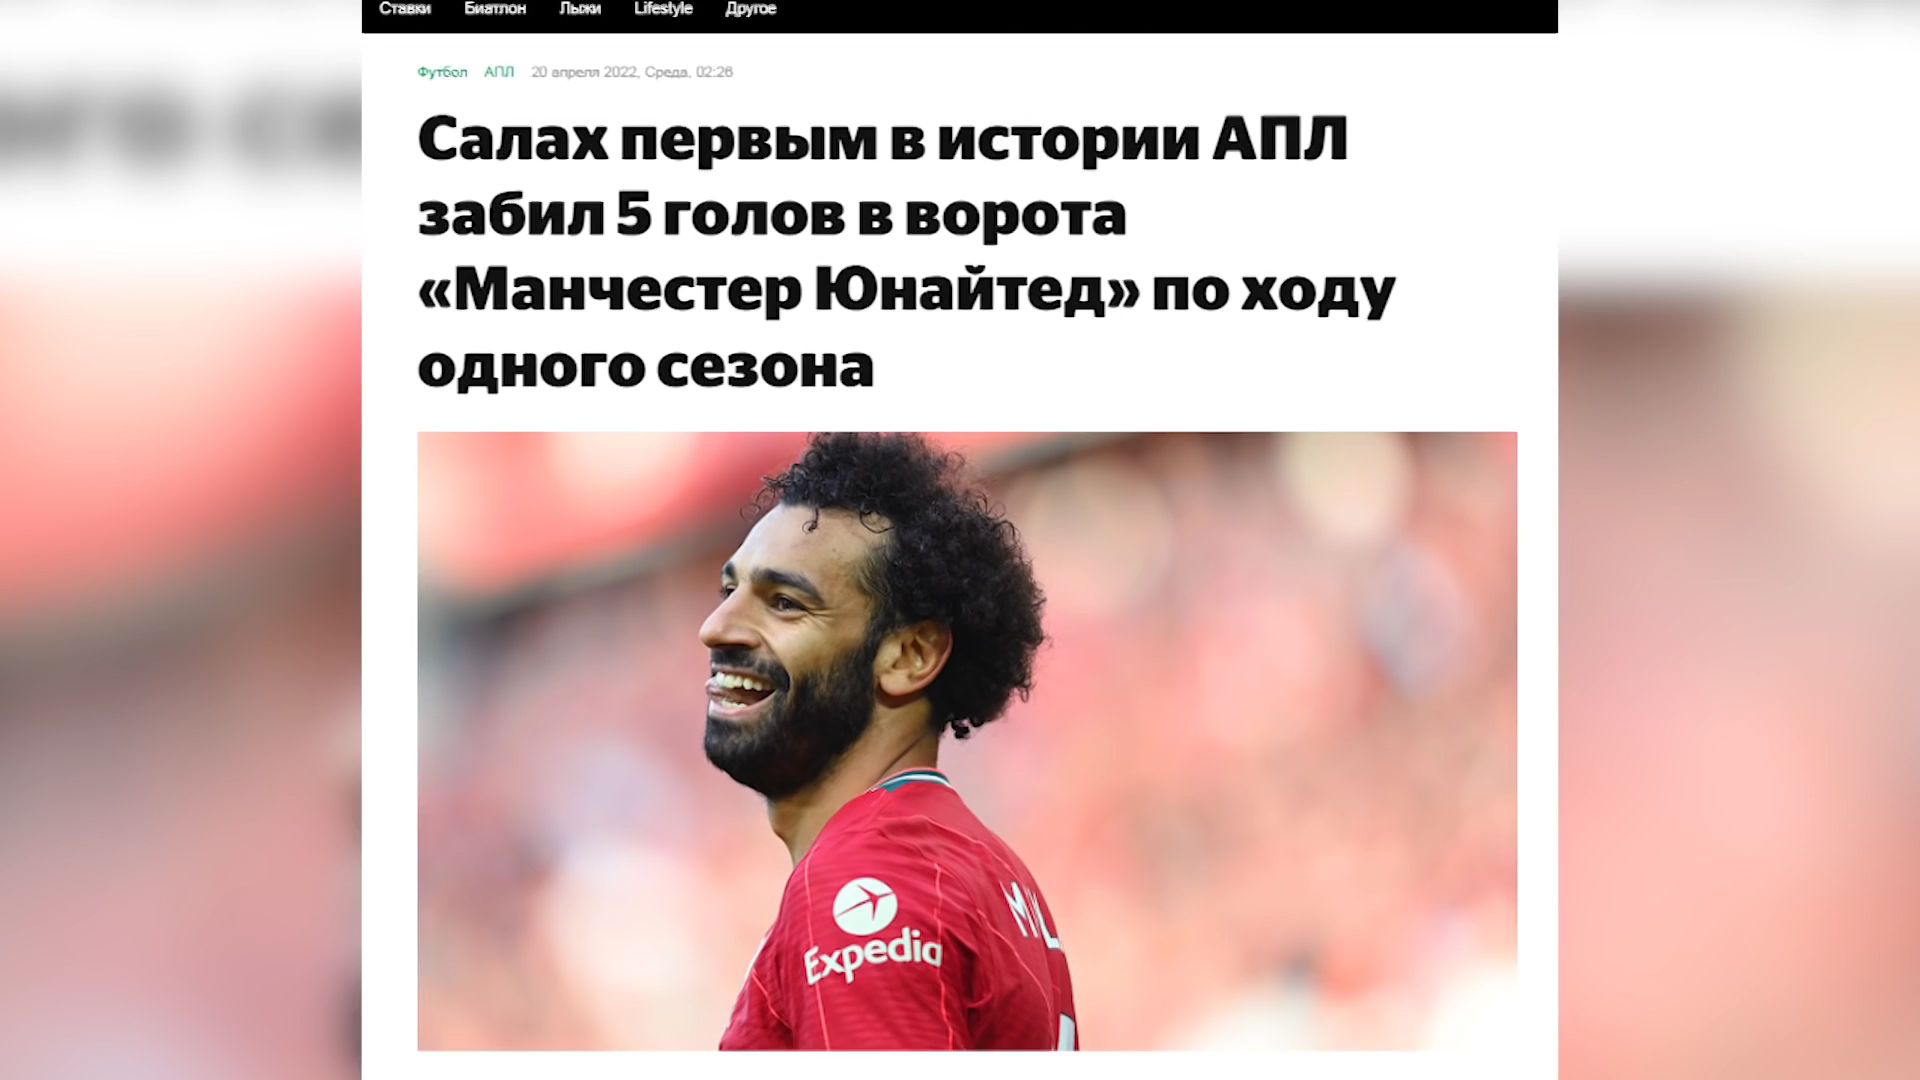 Ставки Биатлон Лыжи Lifestyle Другое
Футбол АПЛ 20 апреля 2022, Среда, 02:26
Салах первым в истории АПЛ
забил 5 голов в ворота
«Манчестер Юнайтед» по ходу
одного сезона
Expedia